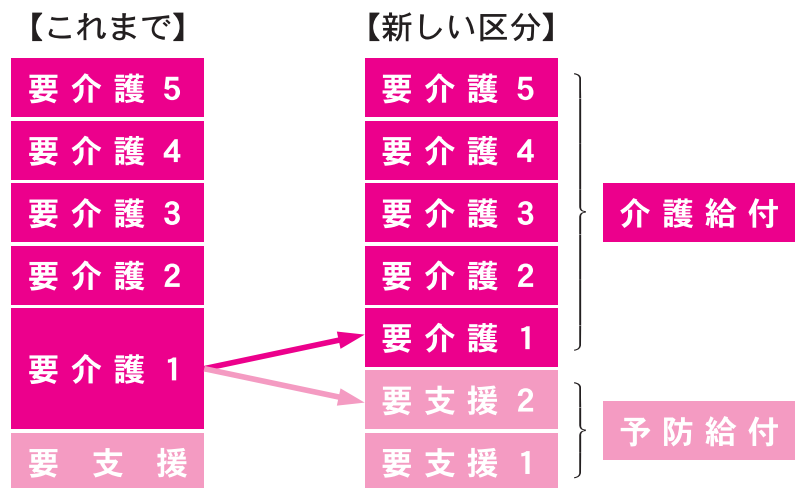 【これまで】
要介護5
要介護4
要介護3
要介護2
要介護1
要支援
【新しい区分】
要介護5
要介護4
要介護3
要介護2
要介護1
要支援2
要支援1
介護給付
予防給付